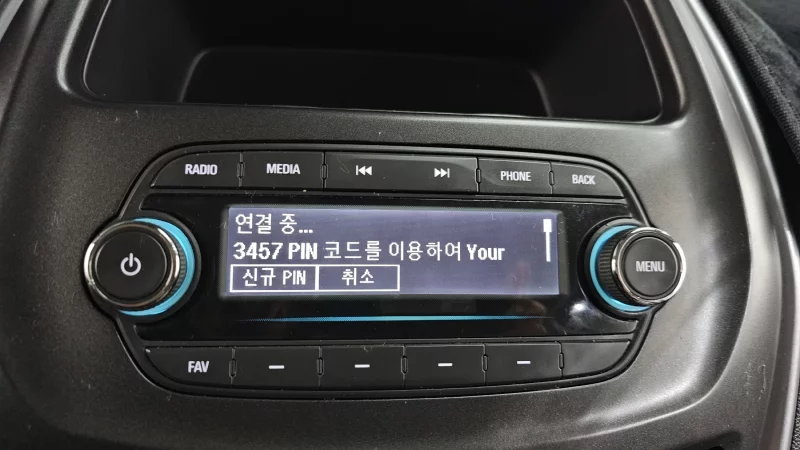 RADIO MEDIA PHONE BACK
연결 중...
3457 PIN 코드를 이용하여 Your
신규 PIN 취소
MENU
FAV